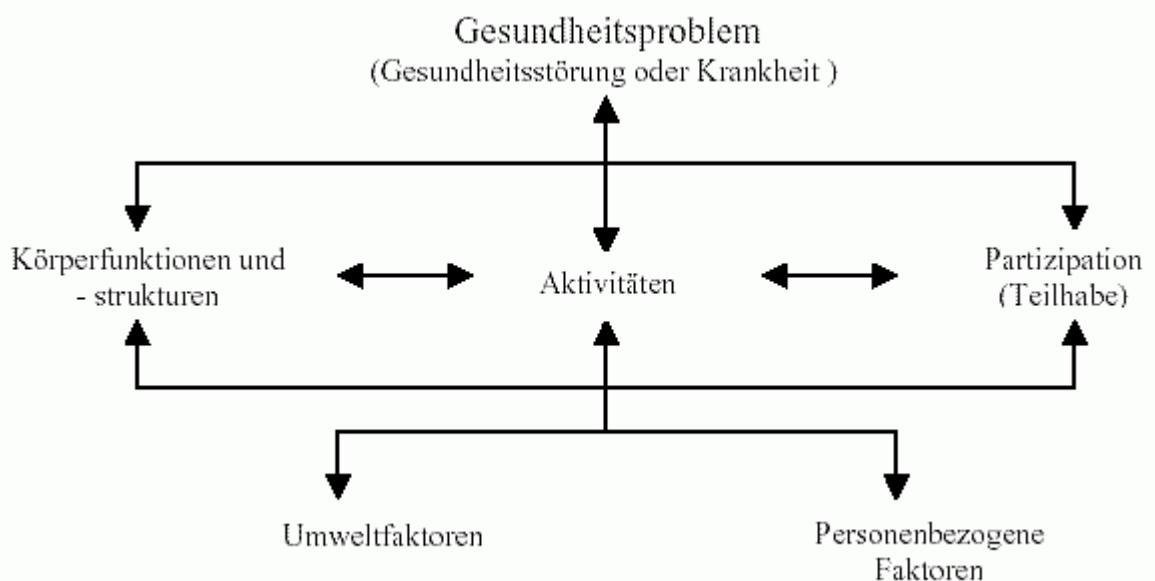 Gesundheitsproblem
(Gesundheitsstörung oder Krankheit )
Körperfunktionen und
- strukturen
Aktivitäten
Partizipation
(Teilhabe)
Umweltfaktoren
Personenbezogene
Faktoren